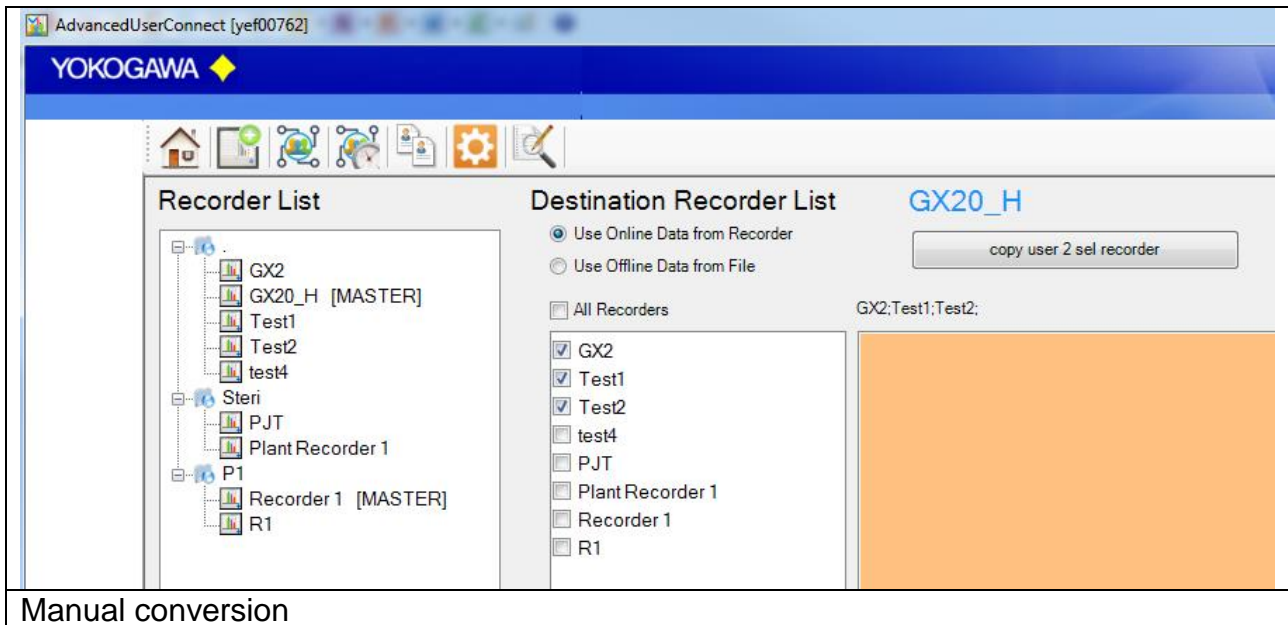 AdvancedUserConnect [yef00762]
YOKOGAWA
Recorder List
.
GX2
GX20_H [MASTER]
Test1
Test2
test4
Steri
PJT
Plant Recorder 1
P1
Recorder 1 [MASTER]
R1
Destination Recorder List
Use Online Data from Recorder
Use Offline Data from File
All Recorders
GX2
Test1
Test2
test4
PJT
Plant Recorder 1
Recorder 1
R1
GX20_H
copy user 2 sel recorder
GX2;Test1;Test2;
Manual conversion